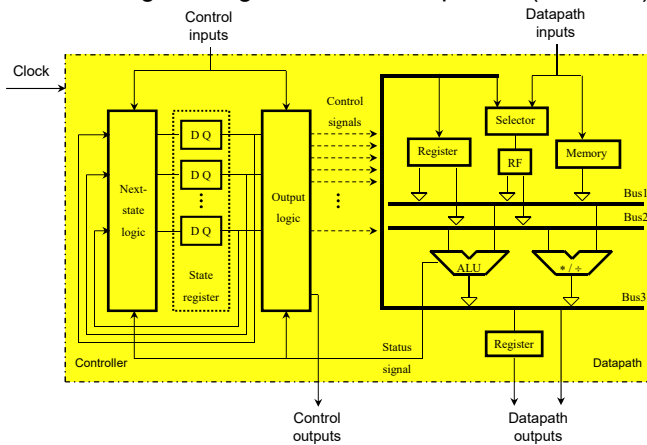 Control
inputs
Datapath
inputs
Clock
Control
signals
Selector
Register
RF
Memory
D Q
D Q
D Q
Next-
state
logic
Output
logic
State
register
Bus1
Bus2
ALU
* / ÷
Bus3
Status
signal
Register
Controller
Datapath
Control
outputs
Datapath
outputs